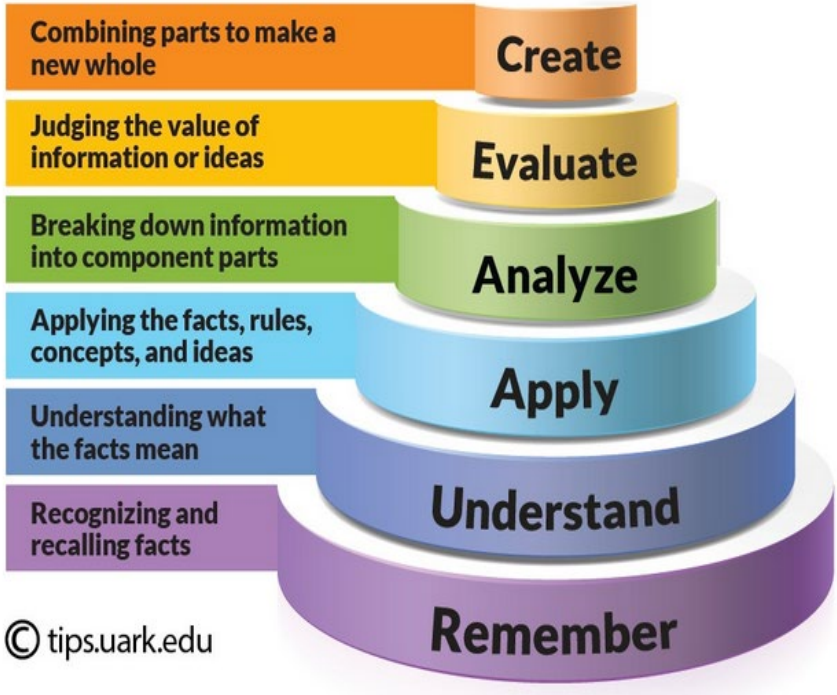 Combining parts to make a
new whole
Create
Judging the value of
information or ideas
Evaluate
Breaking down information
into component parts
Analyze
Applying the facts, rules,
concepts, and ideas
Apply
Understanding what
the facts mean
Understand
Recognizing and
recalling facts
Remember
© tips.uark.edu